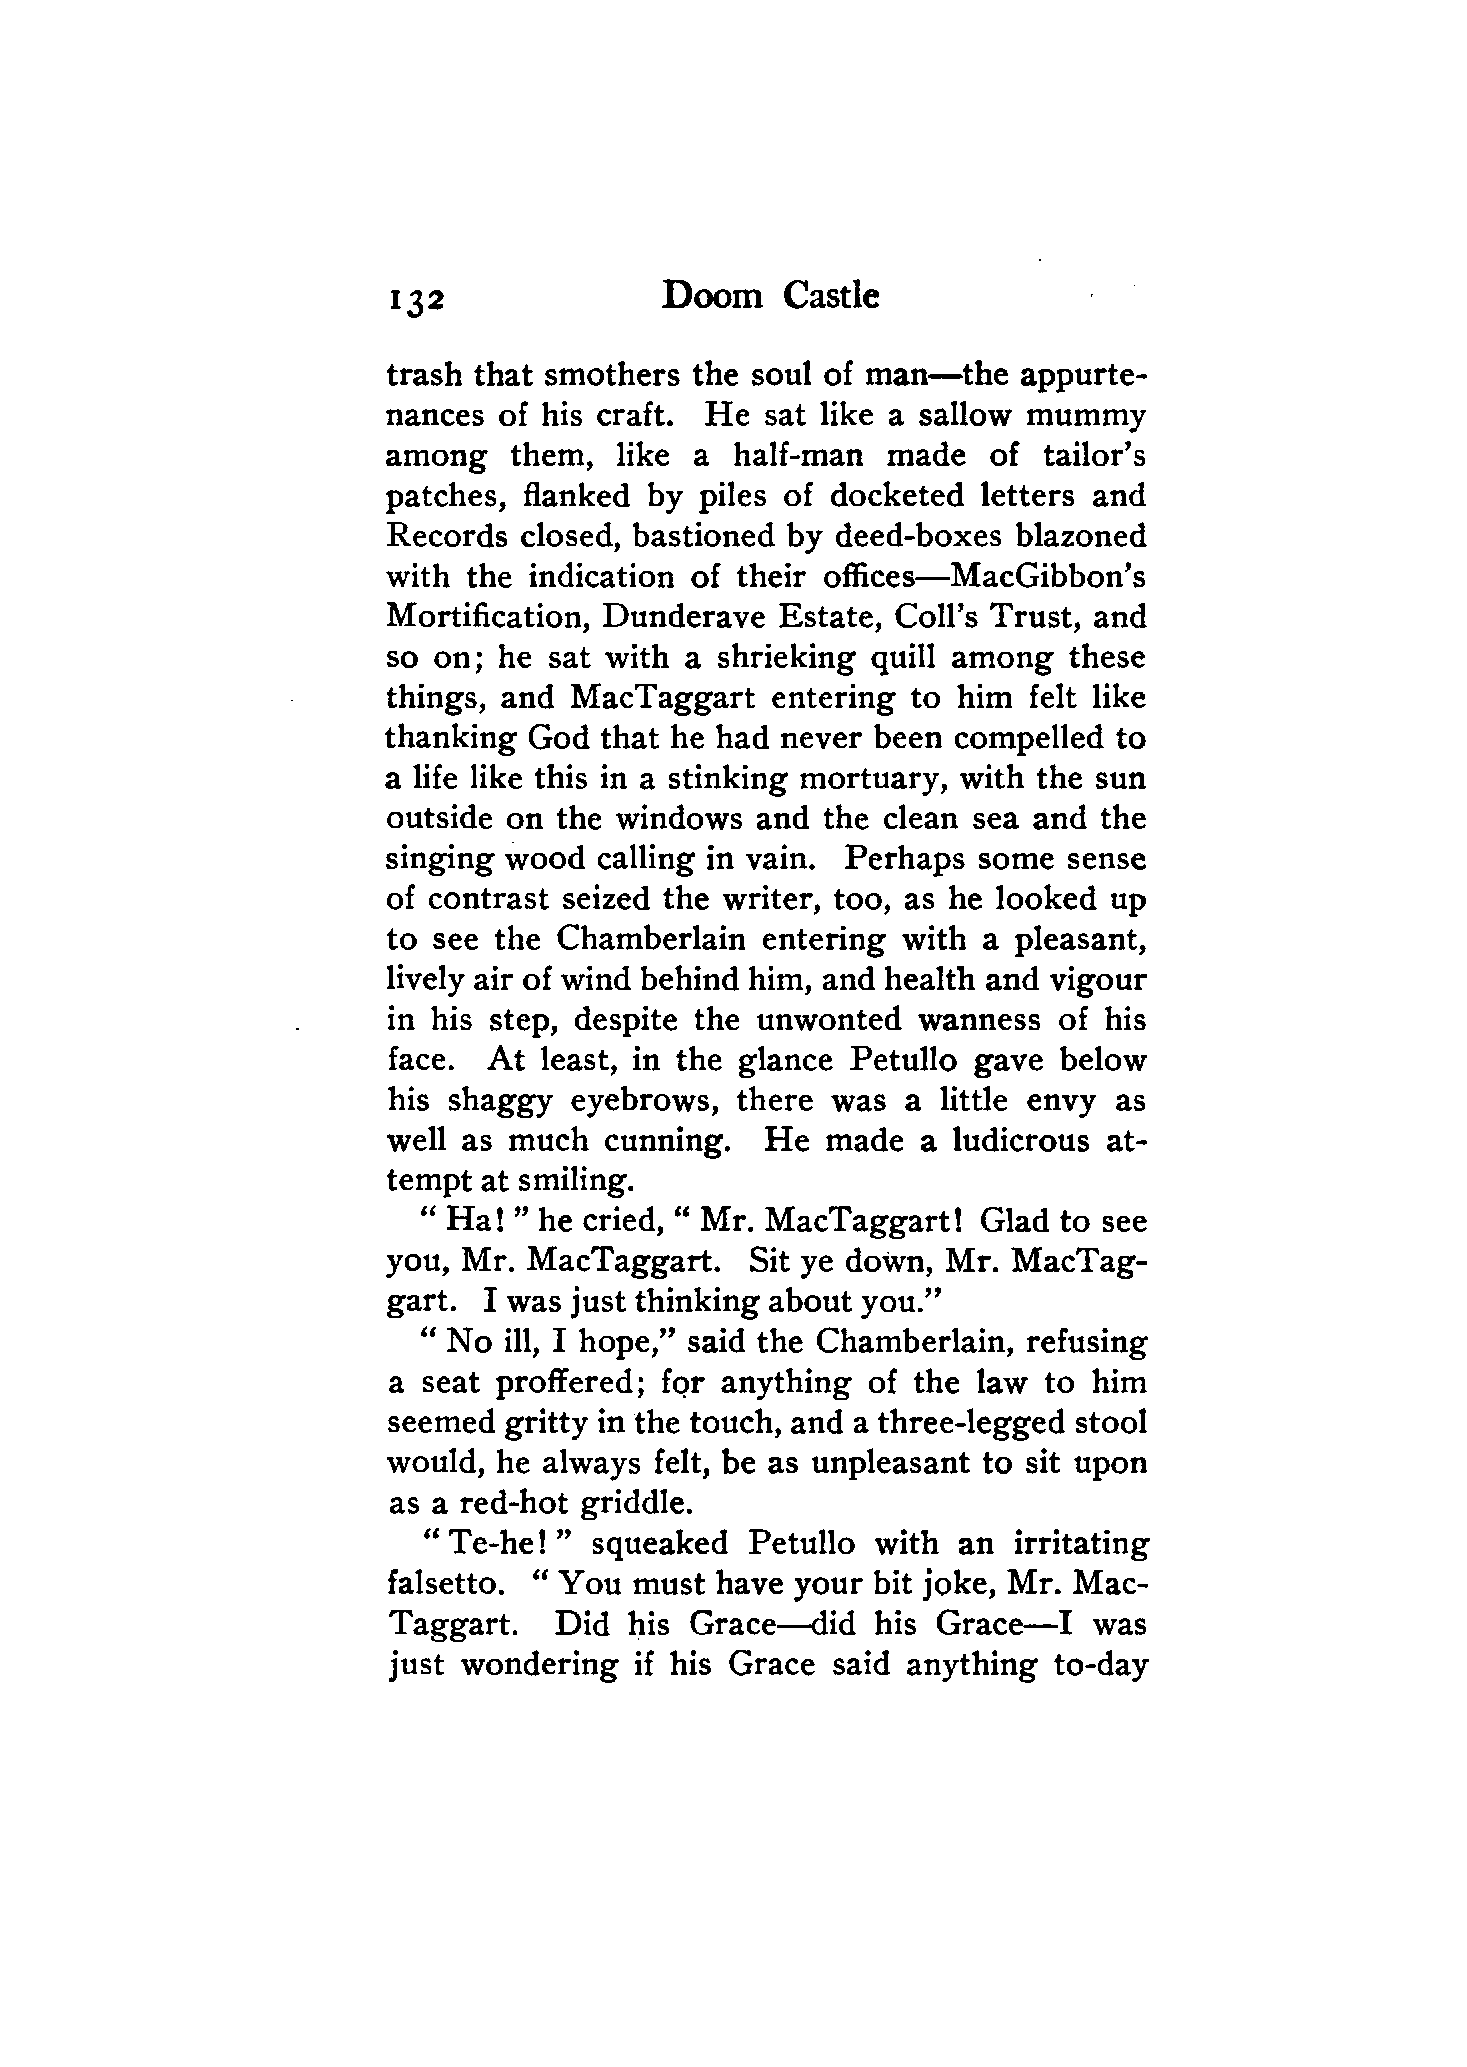 132 Doom Castle
trash that smothers the soul of man—the appurte-
nances of his craft. He sat like a sallow mummy
among them, like a half-man made of tailor's
patches, flanked by piles of docketed letters and
Records closed, bastioned by deed-boxes blazoned
with the indication of their offices—MacGibbon's
Mortification, Dunderave Estate, Coll's Trust, and
so on; he sat with a shrieking quill among these
things, and MacTaggart entering to him felt like
thanking God that he had never been compelled to
a life like this in a stinking mortuary, with the sun
outside on the windows and the clean sea and the
singing wood calling in vain. Perhaps some sense
of contrast seized the writer, too, as he looked up
to see the Chamberlain entering with a pleasant,
lively air of wind behind him, and health and vigour
in his step, despite the unwonted wanness of his
face. At least, in the glance Petullo gave below
his shaggy eyebrows, there was a little envy as
well as much cunning. He made a ludicrous at-
tempt at smiling.
" Ha! " he cried, " Mr. MacTaggart! Glad to see
you, Mr. MacTaggart. Sit ye down, Mr. MacTag-
gart. I was just thinking about you."
" No ill, I hope," said the Chamberlain, refusing
a seat proffered; for anything of the law to him
seemed gritty in the touch, and a three-legged stool
would, he always felt, be as unpleasant to sit upon
as a red-hot griddle.
" Te-he! " squeaked Petullo with an irritating
falsetto. " You must have your bit joke, Mr. Mac-
Taggart. Did his Grace—did his Grace—I was
just wondering if his Grace said anything to-day